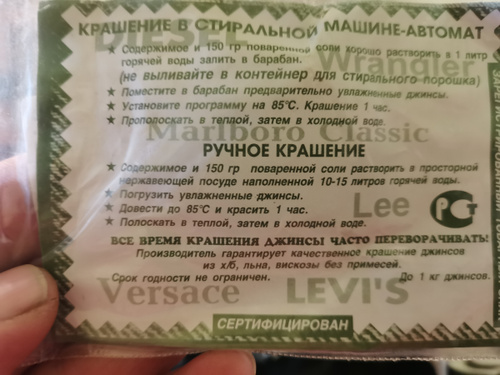 КРАШЕНИЕ В СТИРАЛЬНОЙ МАШИНЕ-АВТОМАТ
DIESEL
★ Содержимое и 150 гр поваренной соли хорошо растворить в 1 литр
горячей воды залить в барабан.
Wrangler
(не выливайте в контейнер для стирального порошка)
★ Поместите в барабан предварительно увлажненные джинсы.
★ Установите программу на 85°С. Крашение 1 час.
★ Прополоскать в теплой, затем в холодной воде.
Marlboro Classic
РУЧНОЕ КРАШЕНИЕ
★ Содержимое и 150 гр поваренной соли растворить в просторной
нержавеющей посуде наполненной 10-15 литров горячей воды.
★ Погрузить увлажненные джинсы.
★ Довести до 85°С и красить 1 час.
Lee
РСТ
★ Полоскать в теплой, затем в холодной воде.
ВСЕ ВРЕМЯ КРАШЕНИЯ ДЖИНСЫ ЧАСТО ПЕРЕВОРАЧИВАТЬ!
Производитель гарантирует качественное крашение джинсов
из х/б, льна, вискозы без примесей.
Срок годности не ограничен. До 1 кг джинсов.
Versace LEVI'S
СЕРТИФИЦИРОВАН